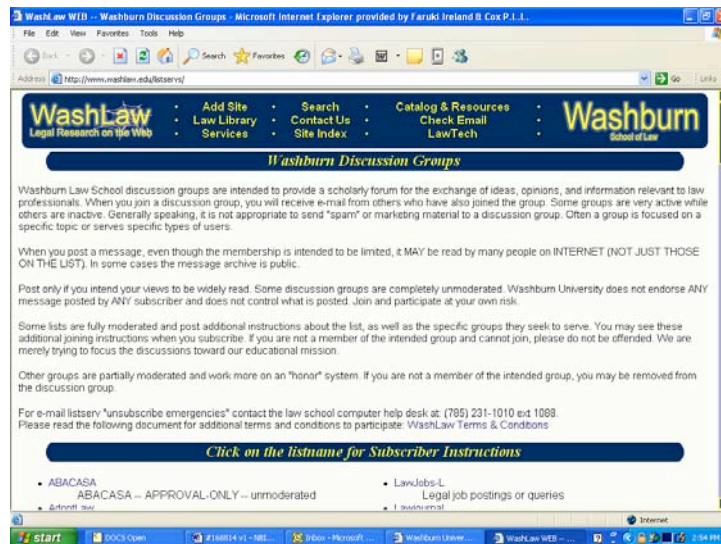 WashLaw WEB -- Washburn Discussion Groups - Microsoft Internet Explorer provided by Faruki Ireland & Cox P.L.L.
File Edit View Favorites Tools Help
Back Search Favorites
Address http://www.washlaw.edu/listservs/ Go Links
WashLaw
Legal Research on the Web
Add Site • Search • Catalog & Resources
Law Library • Contact Us • Check Email
Services • Site Index • LawTech
Washburn
School of Law
Washburn Discussion Groups
Washburn Law School discussion groups are intended to provide a scholarly forum for the exchange of ideas, opinions, and information relevant to law
professionals. When you join a discussion group, you will receive e-mail from others who have also joined the group. Some groups are very active while
others are inactive. Generally speaking, it is not appropriate to send "spam" or marketing material to a discussion group. Often a group is focused on a
specific topic or serves specific types of users.
When you post a message, even though the membership is intended to be limited, it MAY be read by many people on INTERNET (NOT JUST THOSE
ON THE LIST). In some cases the message archive is public.
Post only if you intend your views to be widely read. Some discussion groups are completely unmoderated. Washburn University does not endorse ANY
message posted by ANY subscriber and does not control what is posted. Join and participate at your own risk.
Some lists are fully moderated and post additional instructions about the list, as well as the specific groups they seek to serve. You may see these
additional joining instructions when you subscribe. If you are not a member of the intended group and cannot join, please do not be offended. We are
merely trying to focus the discussions toward our educational mission.
Other groups are partially moderated and work more on an "honor" system. If you are not a member of the intended group, you may be removed from
the discussion group.
For e-mail listserv "unsubscribe emergencies" contact the law school computer help desk at: (785) 231-1010 ext 1088.
Please read the following document for additional terms and conditions to participate: WashLaw Terms & Conditions
Click on the listname for Subscriber Instructions
• ABACASA
ABACASA -- APPROVAL-ONLY -- unmoderated
• AdoptLaw
• LawJobs-L
Legal job postings or queries
• Lawjournal
Internet
start DOCS Open #168814 v1 - NBI... Inbox - Microsoft ... Washburn Univer... WashLaw WEB -- ... 2:54 PM